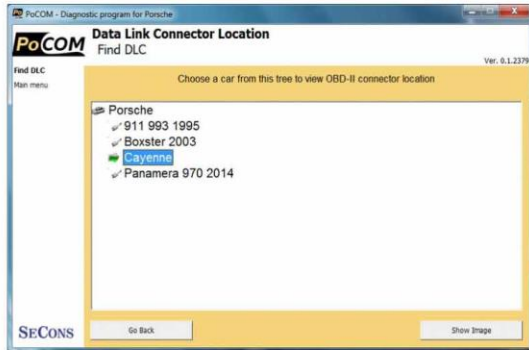 PoCOM - Diagnostic program for Porsche
PoCOM
Data Link Connector Location
Find DLC
Ver. 0.1.2379
Find DLC
Main menu
Choose a car from this tree to view OBD-II connector location
Porsche
911 993 1995
Boxster 2003
Cayenne
Panamera 970 2014
SECONS
Go Back
Show Image